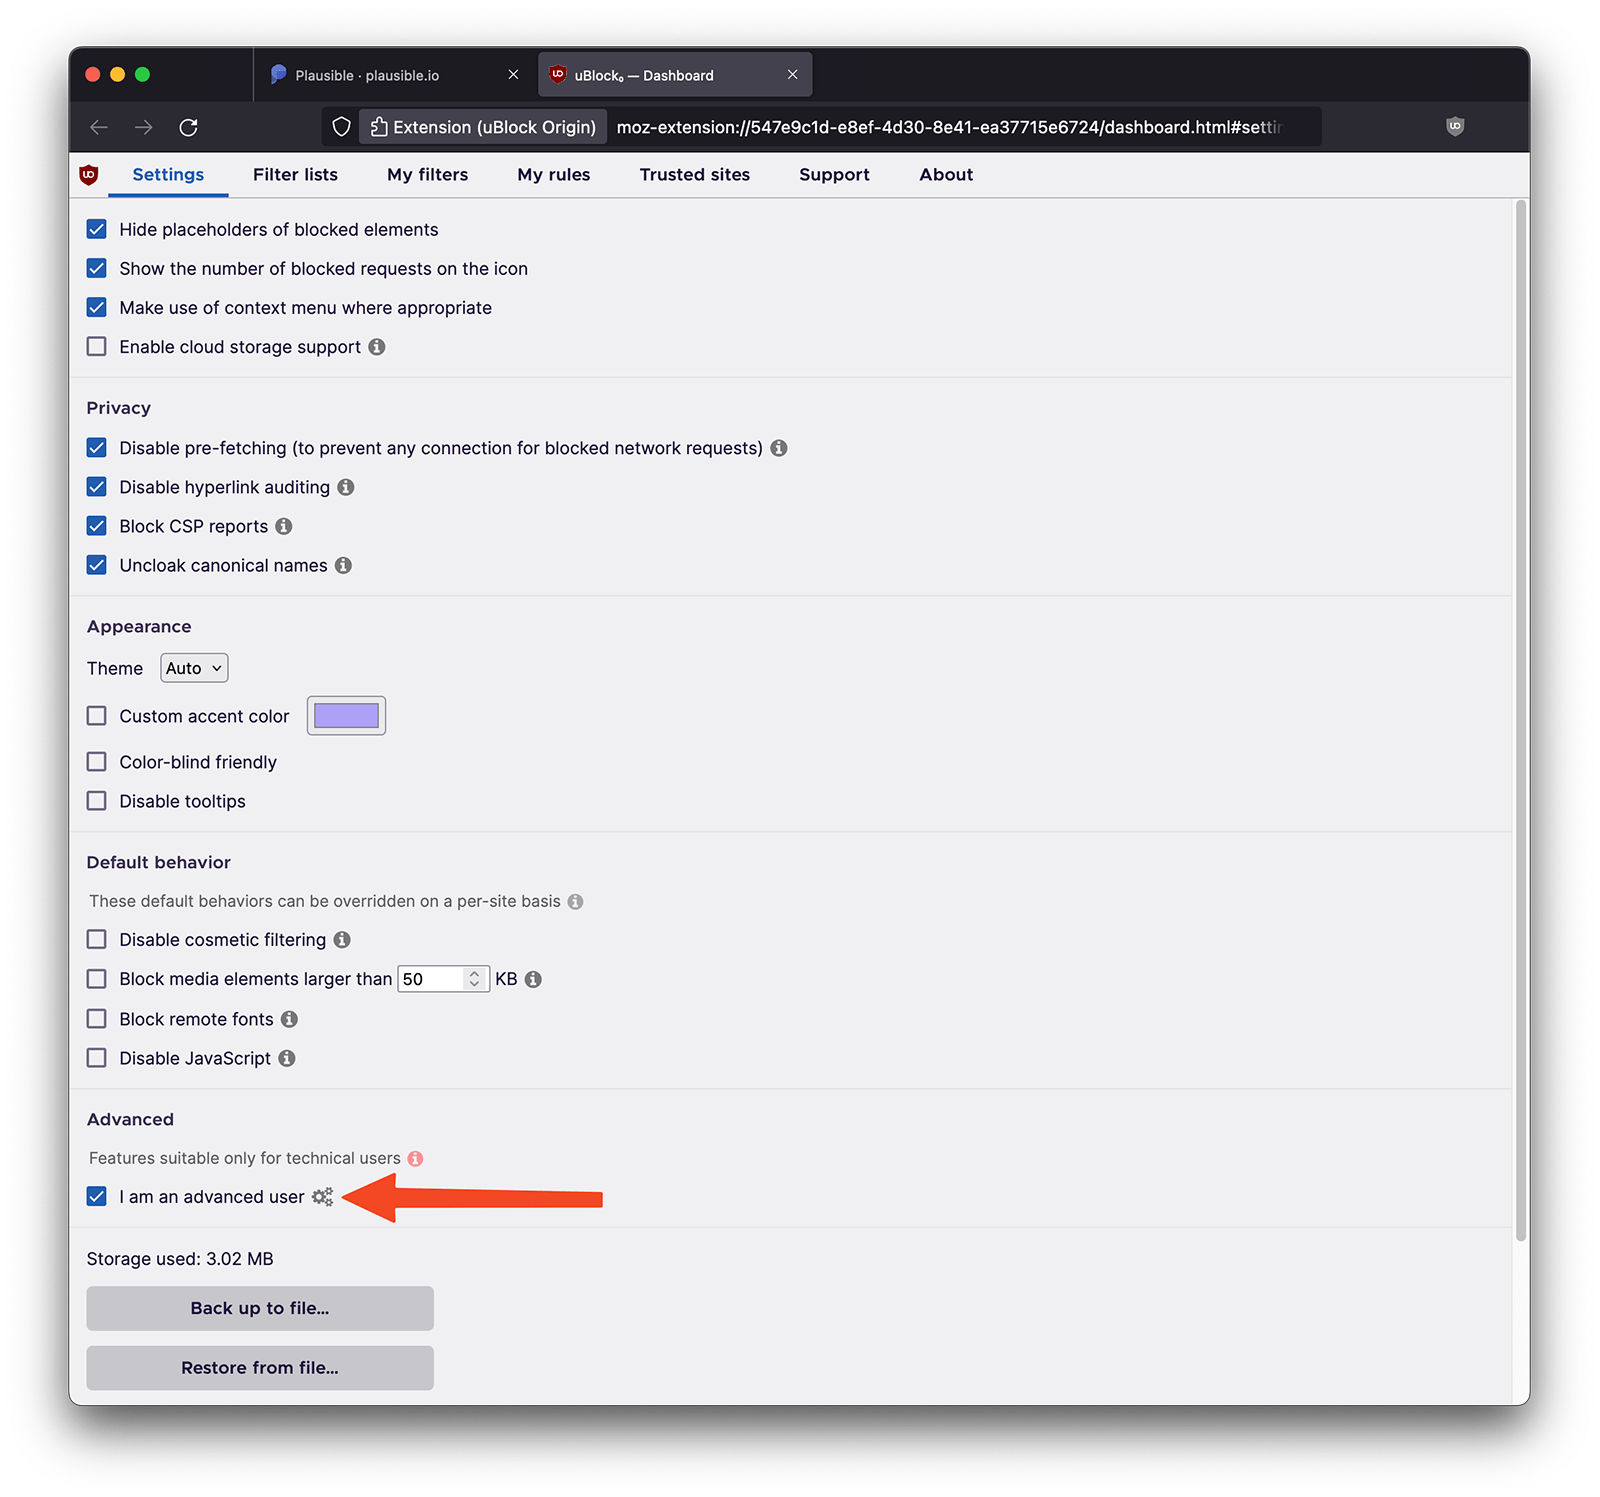 Plausible · plausible.io
uBlock₀ — Dashboard
Extension (uBlock Origin) moz-extension://547e9c1d-e8ef-4d30-8e41-ea37715e6724/dashboard.html#settin
Settings Filter lists My filters My rules Trusted sites Support About
Hide placeholders of blocked elements
Show the number of blocked requests on the icon
Make use of context menu where appropriate
Enable cloud storage support
Privacy
Disable pre-fetching (to prevent any connection for blocked network requests)
Disable hyperlink auditing
Block CSP reports
Uncloak canonical names
Appearance
Theme Auto
Custom accent color
Color-blind friendly
Disable tooltips
Default behavior
These default behaviors can be overridden on a per-site basis
Disable cosmetic filtering
Block media elements larger than 50 KB
Block remote fonts
Disable JavaScript
Advanced
Features suitable only for technical users
I am an advanced user
Storage used: 3.02 MB
Back up to file...
Restore from file...